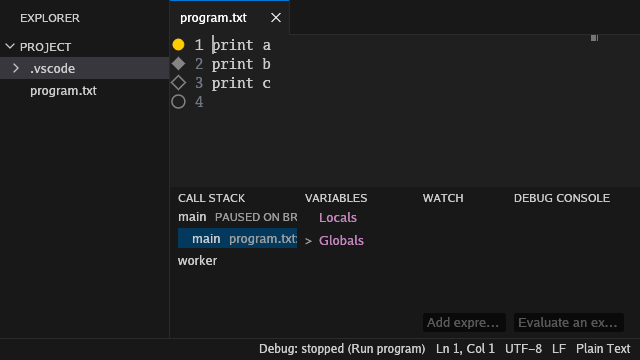 EXPLORER
program.txt
PROJECT
.vscode
program.txt
1 print a
2 print b
3 print c
4
CALL STACK
VARIABLES
WATCH
DEBUG CONSOLE
main PAUSED ON BR
main program.txt:
worker
Locals
> Globals
Add expre...
Evaluate an ex...
Debug: stopped (Run program) Ln 1, Col 1 UTF-8 LF Plain Text